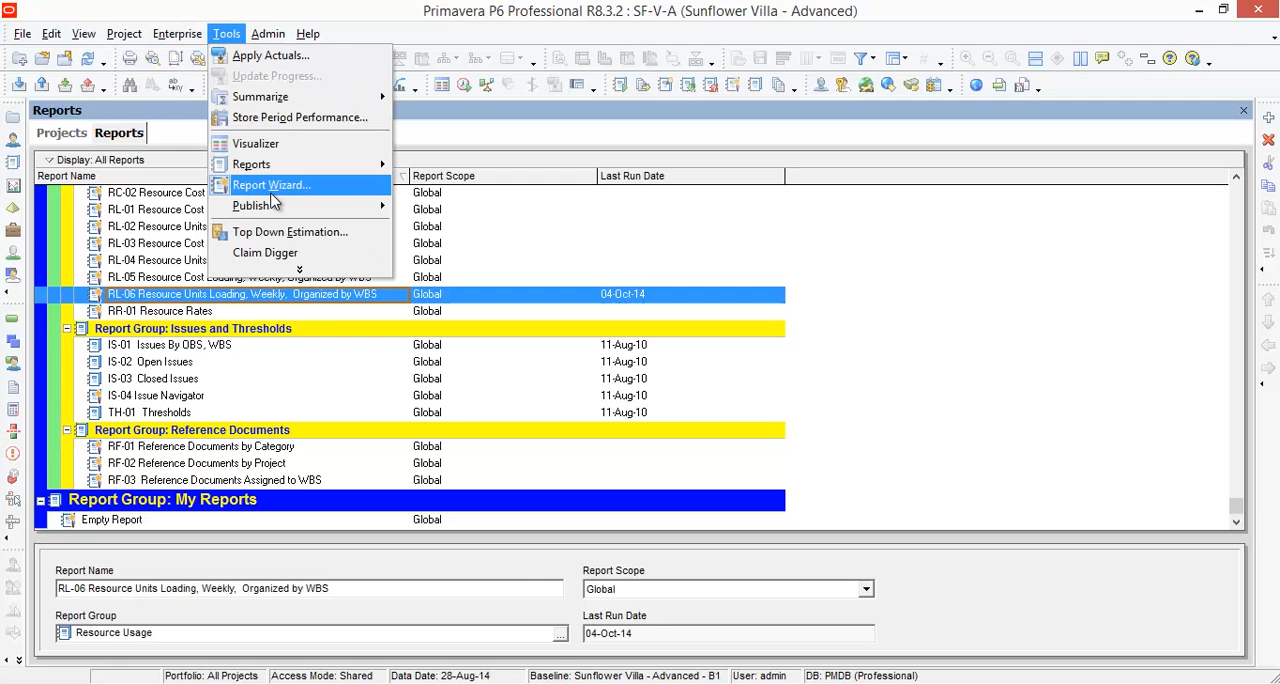 Primavera P6 Professional R8.3.2 : SF-V-A (Sunflower Villa - Advanced)
File Edit View Project Enterprise Tools Admin Help
Apply Actuals...
Update Progress...
Summarize
Store Period Performance...
Visualizer
Reports
Report Wizard...
Publish
Top Down Estimation...
Claim Digger
Reports
Projects Reports
Display: All Reports
Report Name Report Scope Last Run Date
RC-02 Resource Cost Global
RL-01 Resource Cost Global
RL-02 Resource Units Global
RL-03 Resource Cost Global
RL-04 Resource Units Global
RL-05 Resource Cost Loading, Weekly, Organized by WBS Global
RL-06 Resource Units Loading, Weekly, Organized by WBS Global 04-Oct-14
RR-01 Resource Rates Global
Report Group: Issues and Thresholds
IS-01 Issues By OBS, WBS Global 11-Aug-10
IS-02 Open Issues Global 11-Aug-10
IS-03 Closed Issues Global 11-Aug-10
IS-04 Issue Navigator Global 11-Aug-10
TH-01 Thresholds Global 11-Aug-10
Report Group: Reference Documents
RF-01 Reference Documents by Category Global
RF-02 Reference Documents by Project Global
RF-03 Reference Documents Assigned to WBS Global
Report Group: My Reports
Empty Report Global
Report Name Report Scope
RL-06 Resource Units Loading, Weekly, Organized by WBS Global
Report Group Last Run Date
Resource Usage ... 04-Oct-14
Portfolio: All Projects Access Mode: Shared Data Date: 28-Aug-14 Baseline: Sunflower Villa - Advanced - B1 User: admin DB: PMDB (Professional)